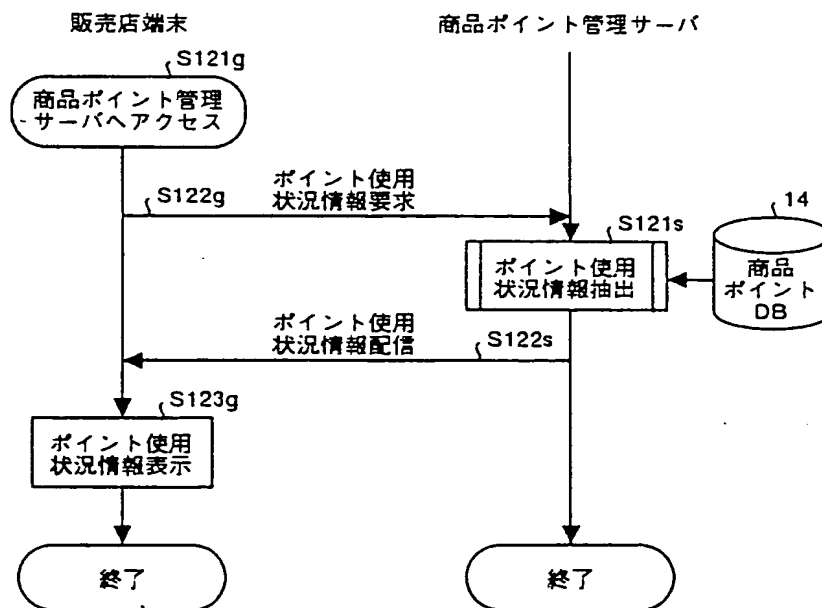 販売店端末
商品ポイント管理サーバ
S121g
商品ポイント管理
サーバへアクセス
S122g
ポイント使用
状況情報要求
S121s
14
ポイント使用
状況情報抽出
商品
ポイント
DB
ポイント使用
状況情報配信
S122s
S123g
ポイント使用
状況情報表示
終了
終了